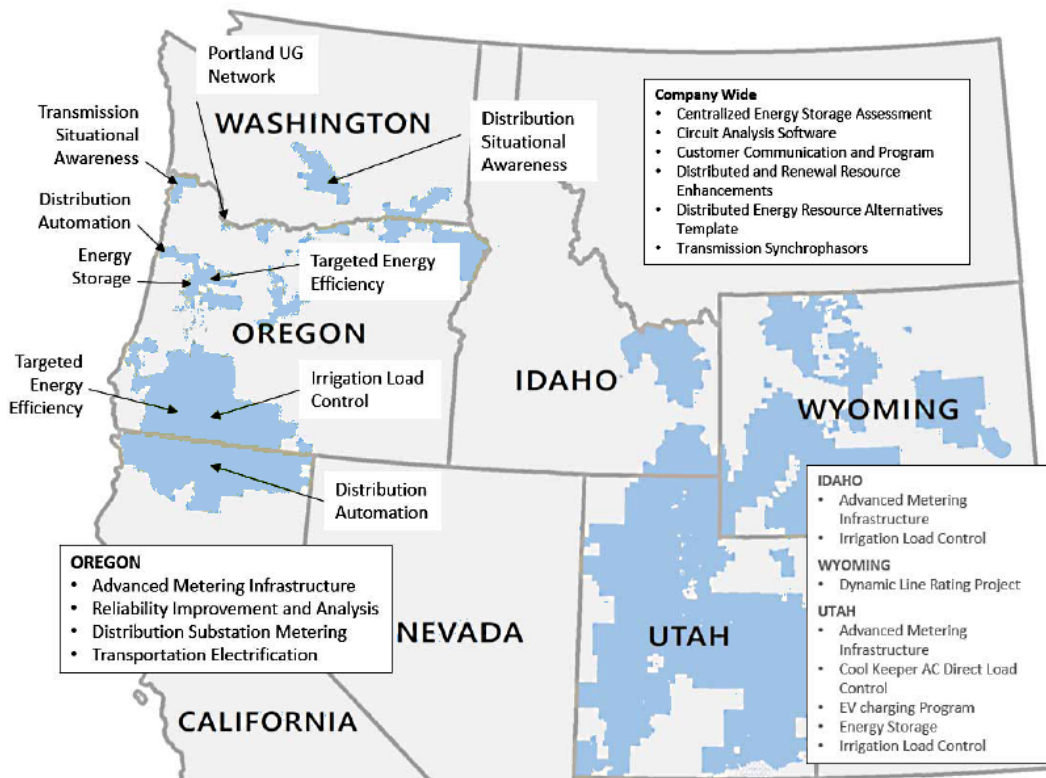 Portland UG
Network
Transmission
Situational
Awareness
WASHINGTON
Distribution
Situational
Awareness
Company Wide
• Centralized Energy Storage Assessment
• Circuit Analysis Software
• Customer Communication and Program
• Distributed and Renewal Resource
Enhancements
• Distributed Energy Resource Alternatives
Template
• Transmission Synchrophasors
Distribution
Automation
Energy
Storage
Targeted Energy
Efficiency
OREGON
Targeted
Energy
Efficiency
Irrigation Load
Control
IDAHO
WYOMING
Distribution
Automation
OREGON
• Advanced Metering Infrastructure
• Reliability Improvement and Analysis
• Distribution Substation Metering
• Transportation Electrification
NEVADA
UTAH
CALIFORNIA
IDAHO
• Advanced Metering
Infrastructure
• Irrigation Load Control
WYOMING
• Dynamic Line Rating Project
UTAH
• Advanced Metering
Infrastructure
• Cool Keeper AC Direct Load
Control
• EV charging Program
• Energy Storage
• Irrigation Load Control